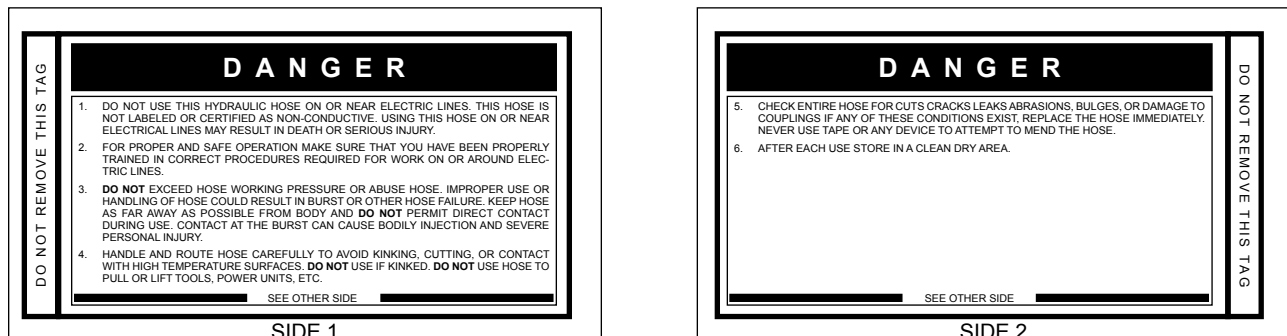 DO NOT REMOVE THIS TAG
DANGER
1. DO NOT USE THIS HYDRAULIC HOSE ON OR NEAR ELECTRIC LINES. THIS HOSE IS
NOT LABELED OR CERTIFIED AS NON-CONDUCTIVE. USING THIS HOSE ON OR NEAR
ELECTRICAL LINES MAY RESULT IN DEATH OR SERIOUS INJURY.
2. FOR PROPER AND SAFE OPERATION MAKE SURE THAT YOU HAVE BEEN PROPERLY
TRAINED IN CORRECT PROCEDURES REQUIRED FOR WORK ON OR AROUND ELEC-
TRIC LINES.
3. DO NOT EXCEED HOSE WORKING PRESSURE OR ABUSE HOSE. IMPROPER USE OR
HANDLING OF HOSE COULD RESULT IN BURST OR OTHER HOSE FAILURE. KEEP HOSE
AS FAR AWAY AS POSSIBLE FROM BODY AND DO NOT PERMIT DIRECT CONTACT
DURING USE. CONTACT AT THE BURST CAN CAUSE BODILY INJECTION AND SEVERE
PERSONAL INJURY.
4. HANDLE AND ROUTE HOSE CAREFULLY TO AVOID KINKING, CUTTING, OR CONTACT
WITH HIGH TEMPERATURE SURFACES. DO NOT USE IF KINKED. DO NOT USE HOSE TO
PULL OR LIFT TOOLS, POWER UNITS, ETC.
SEE OTHER SIDE
SIDE 1
DANGER
5. CHECK ENTIRE HOSE FOR CUTS CRACKS LEAKS ABRASIONS, BULGES, OR DAMAGE TO
COUPLINGS IF ANY OF THESE CONDITIONS EXIST, REPLACE THE HOSE IMMEDIATELY.
NEVER USE TAPE OR ANY DEVICE TO ATTEMPT TO MEND THE HOSE.
6. AFTER EACH USE STORE IN A CLEAN DRY AREA.
SEE OTHER SIDE
DO NOT REMOVE THIS TAG
SIDE 2